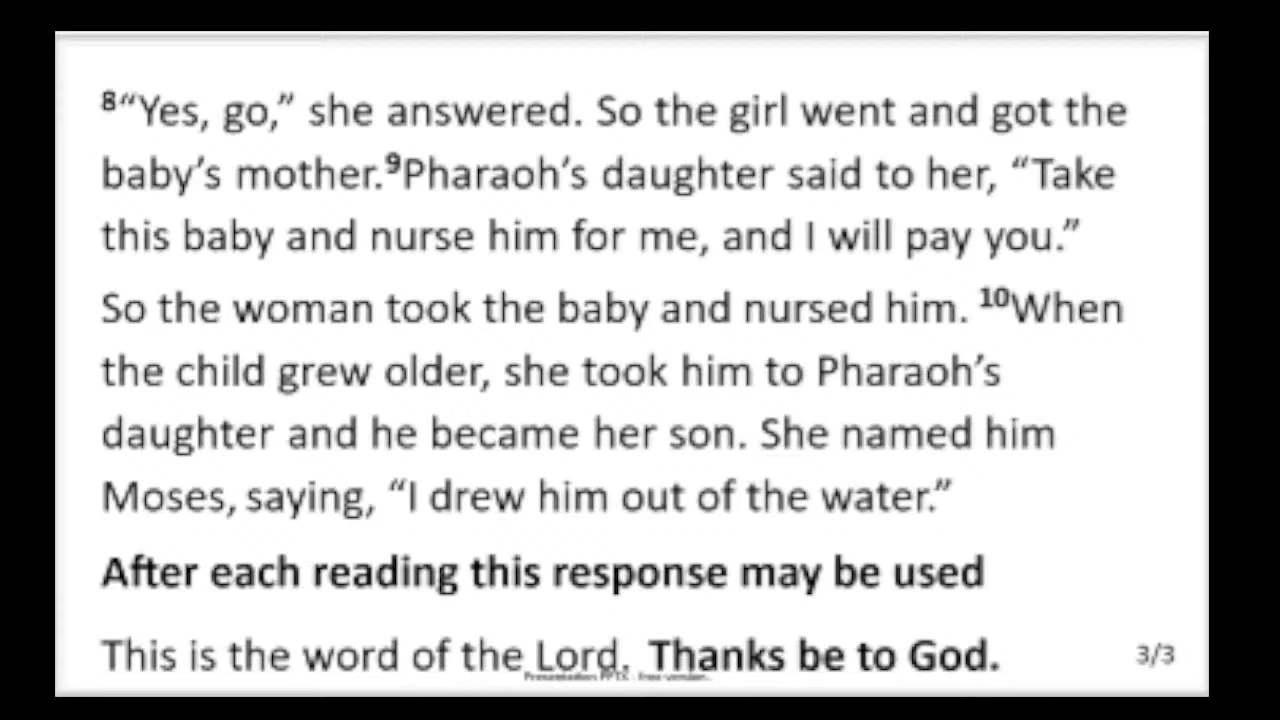 8“Yes, go,” she answered. So the girl went and got the
baby’s mother.9Pharaoh’s daughter said to her, “Take
this baby and nurse him for me, and I will pay you.”
So the woman took the baby and nursed him. 10When
the child grew older, she took him to Pharaoh’s
daughter and he became her son. She named him
Moses, saying, “I drew him out of the water.”
After each reading this response may be used
This is the word of the Lord. Thanks be to God.
3/3
Presentation PPTX : free version.